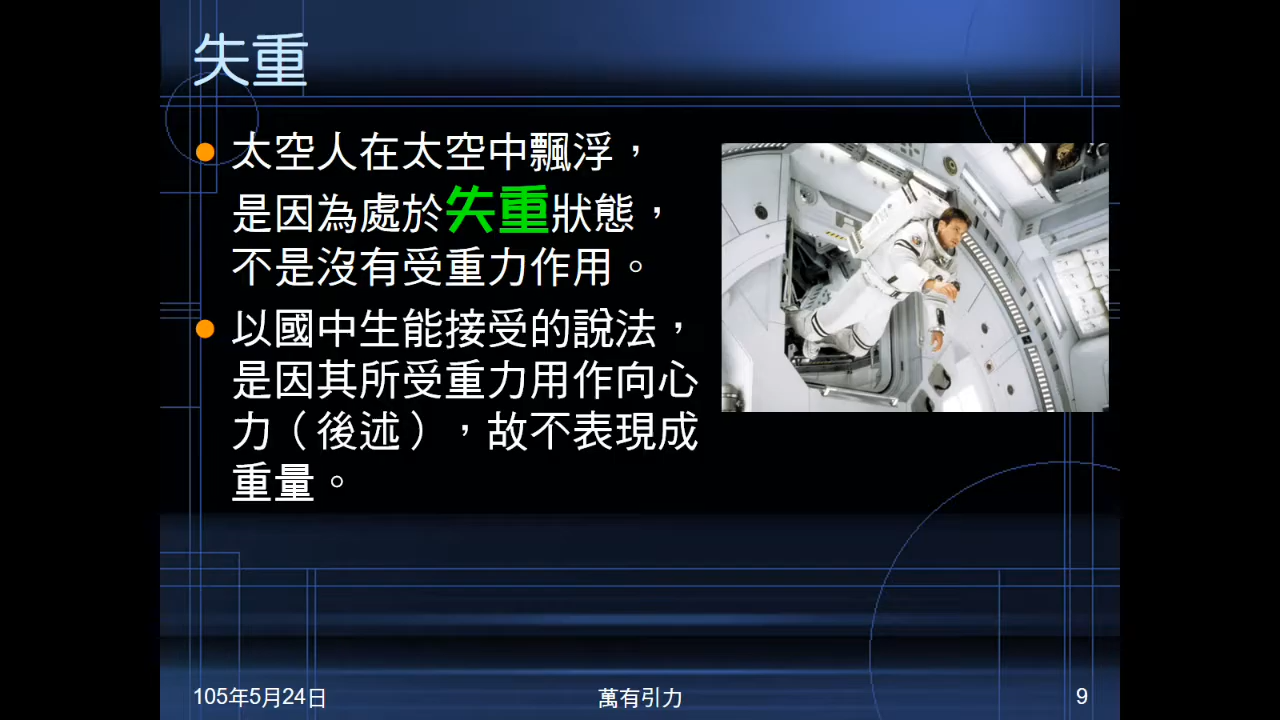 失重
太空人在太空中飄浮，
是因為處於失重狀態，
不是沒有受重力作用。
以國中生能接受的說法，
是因其所受重力用作向心
力（後述），故不表現成
重量。
105年5月24日
萬有引力
9